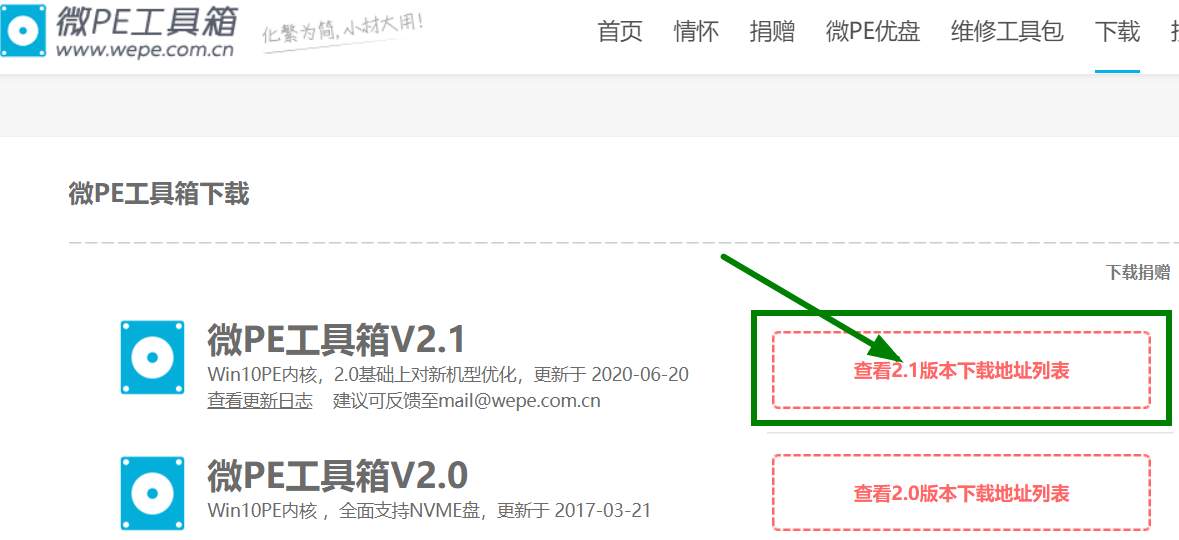 微PE工具箱
www.wepe.com.cn
化繁为简,小材大用!
首页 情怀 捐赠 微PE优盘 维修工具包 下载
微PE工具箱下载
下载捐赠
微PE工具箱V2.1
Win10PE内核，2.0基础上对新机型优化，更新于 2020-06-20
查看更新日志 建议可反馈至mail@wepe.com.cn
查看2.1版本下载地址列表
微PE工具箱V2.0
Win10PE内核 ，全面支持NVME盘，更新于 2017-03-21
查看2.0版本下载地址列表